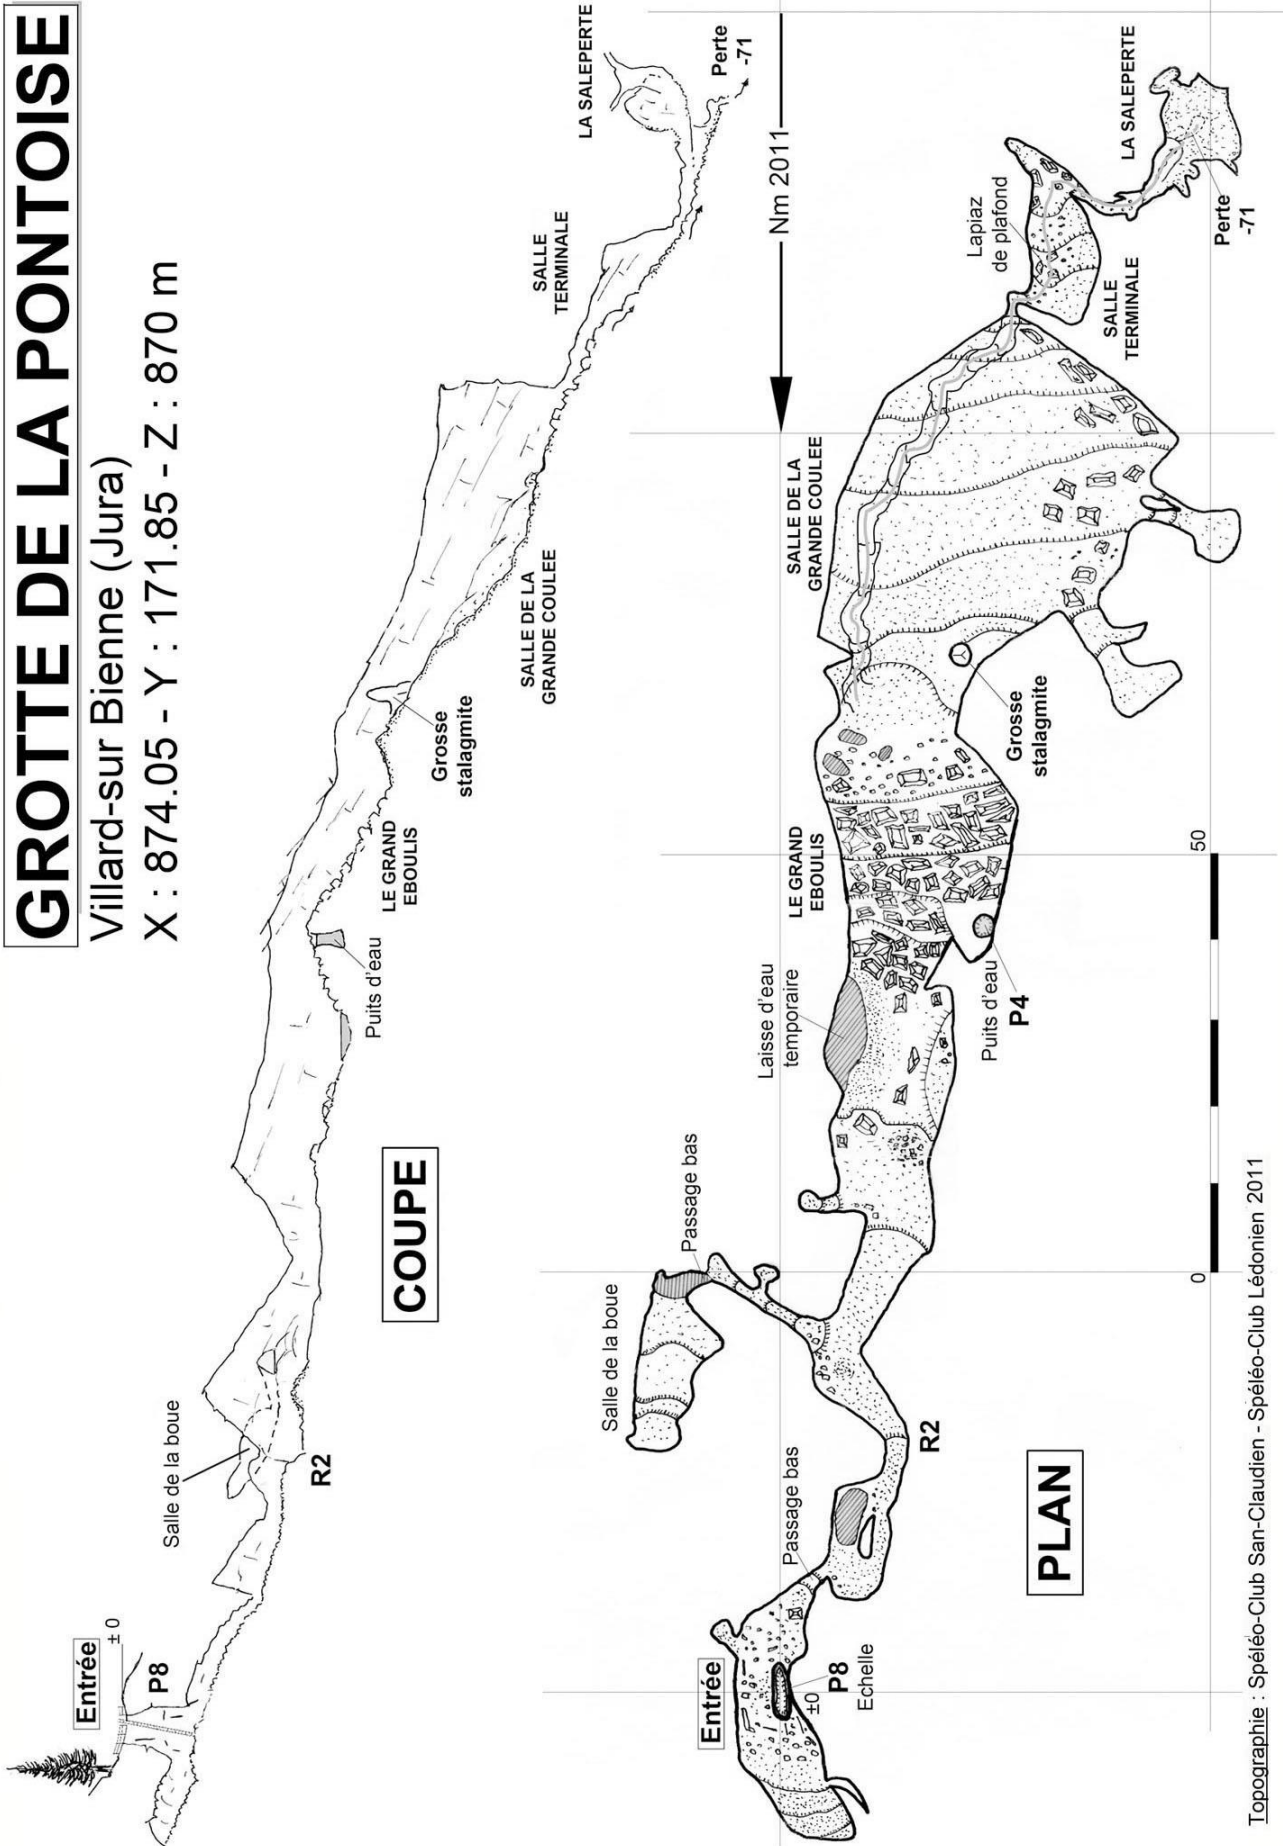 GROTTE DE LA PONTOISE
Villard-sur Bienne (Jura)
X : 874.05 - Y : 171.85 - Z : 870 m
Entrée
± 0
P8
Salle de la boue
R2
COUPE
Puits d'eau
LE GRAND
EBOULIS
Grosse
stalagmite
SALLE DE LA
GRANDE COULEE
SALLE
TERMINALE
LA SALEPERTE
Perte
-71
Nm 2011
Entrée
±0
P8
Echelle
Passage bas
Salle de la boue
Passage bas
R2
PLAN
Laisse d'eau
temporaire
LE GRAND
EBOULIS
Puits d'eau
P4
Grosse
stalagmite
SALLE DE LA
GRANDE COULEE
Lapiaz
de plafond
SALLE
TERMINALE
LA SALEPERTE
Perte
-71
0
50
Topographie : Spéléo-Club San-Claudien - Spéléo-Club Lédonien 2011